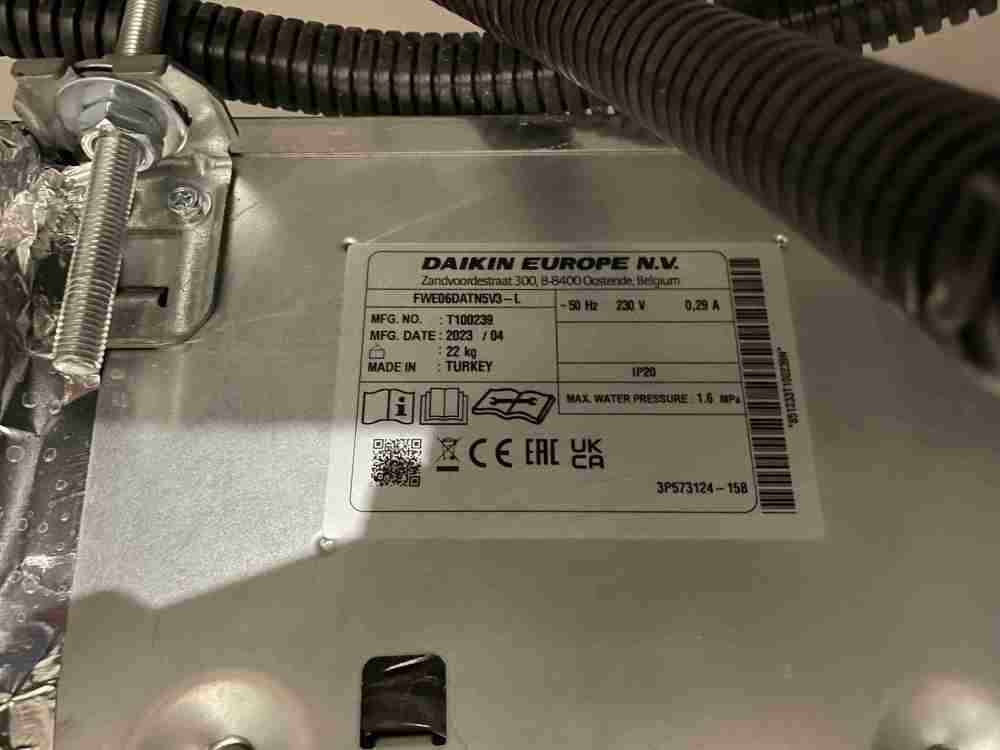 DAIKIN EUROPE N.V.
Zandvoordestraat 300, B-8400 Oostende, Belgium
FWE06DATN5V3-L
~50 Hz 230 V 0,29 A
MFG. NO. : T100239
MFG. DATE : 2023 / 04
: 22 kg
MADE IN : TURKEY
IP20
MAX. WATER PRESSURE : 1.6 MPa
i
CE EAC UK
CA
3P573124-15B